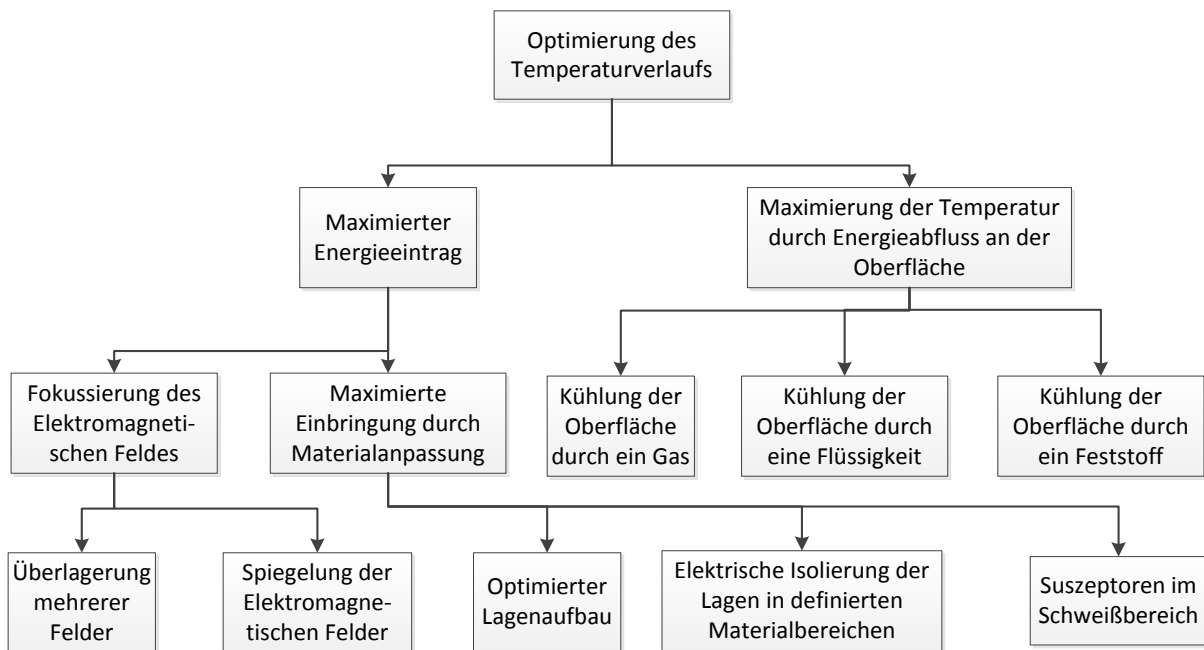 Optimierung des
Temperaturverlaufs
Maximierter
Energieeintrag
Maximierung der Temperatur
durch Energieabfluss an der
Oberfläche
Fokussierung des
Elektromagneti-
schen Feldes
Maximierte
Einbringung durch
Materialanpassung
Kühlung der
Oberfläche
durch ein Gas
Kühlung der
Oberfläche durch
eine Flüssigkeit
Kühlung der
Oberfläche durch
ein Feststoff
Überlagerung
mehrerer
Felder
Spiegelung der
Elektromagne-
tischen Felder
Optimierter
Lagenaufbau
Elektrische Isolierung der
Lagen in definierten
Materialbereichen
Suszeptoren im
Schweißbereich